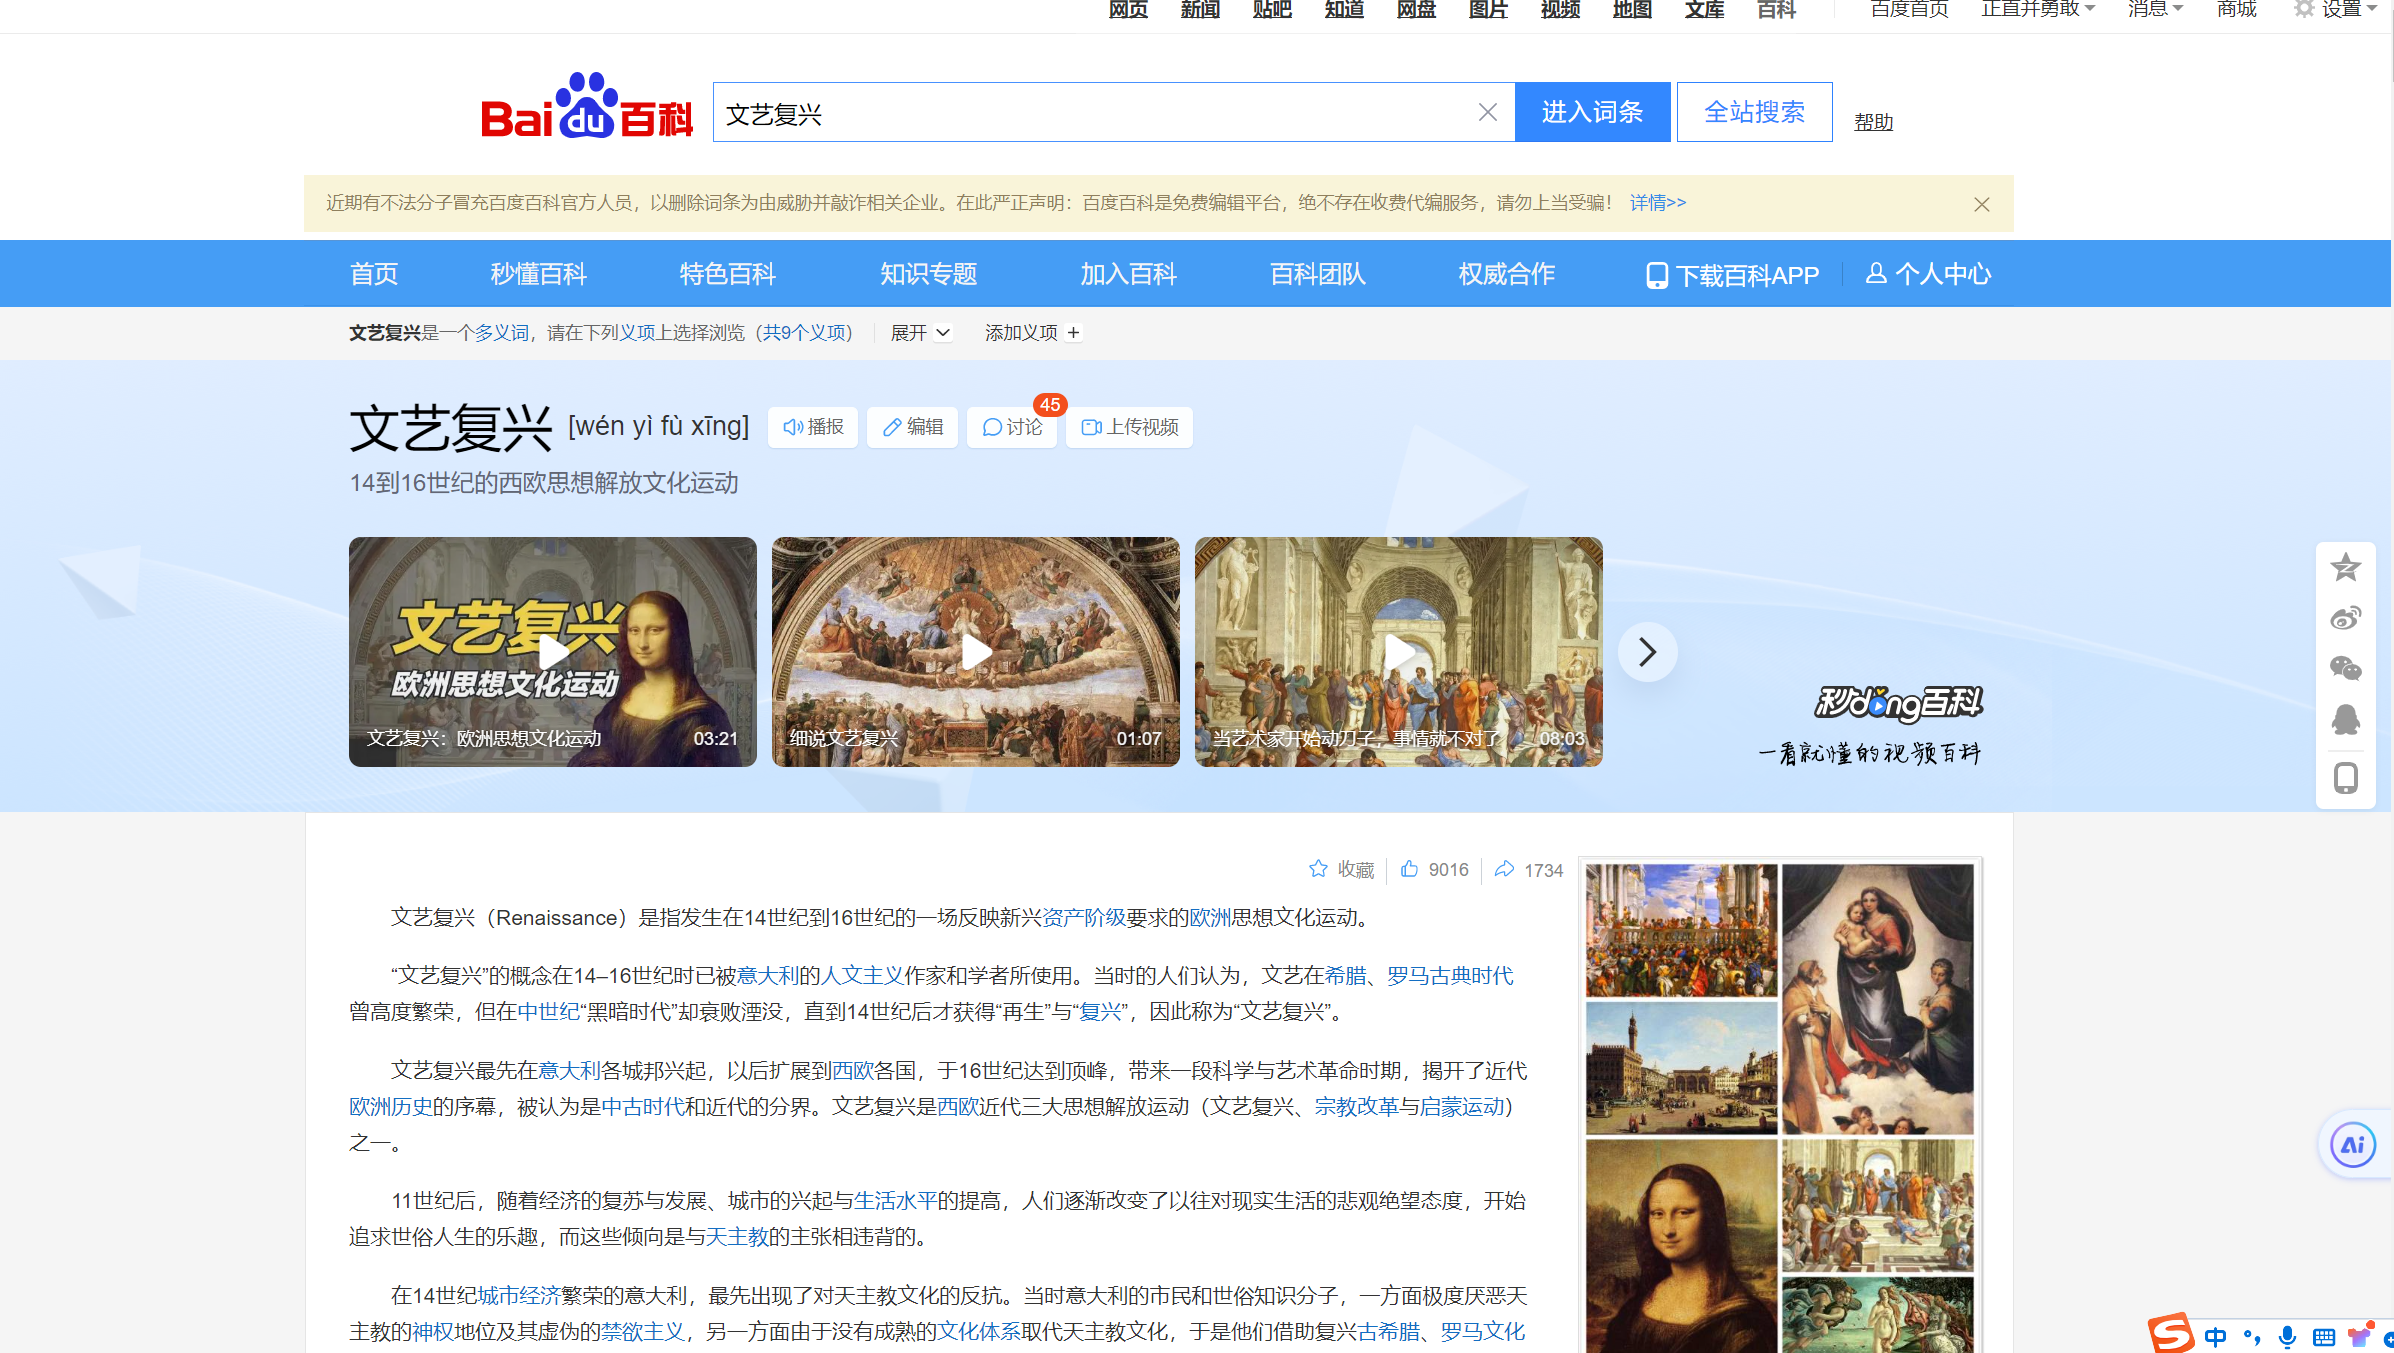 网页 新闻 贴吧 知道 网盘 图片 视频 地图 文库 百科 百度首页 正直并勇敢 消息 商城 设置
Bai du 百科 文艺复兴 进入词条 全站搜索 帮助
近期有不法分子冒充百度百科官方人员，以删除词条为由威胁并敲诈相关企业。在此严正声明：百度百科是免费编辑平台，绝不存在收费代编服务，请勿上当受骗！ 详情>>
首页 秒懂百科 特色百科 知识专题 加入百科 百科团队 权威合作 下载百科APP 个人中心
文艺复兴是一个多义词，请在下列义项上选择浏览（共9个义项） 展开 添加义项 +
文艺复兴 [wén yì fù xīng] 播报 编辑 讨论 45 上传视频
14到16世纪的西欧思想解放文化运动
文艺复兴
欧洲思想文化运动
文艺复兴：欧洲思想文化运动 03:21
细说文艺复兴 01:07
当艺术家开始动刀子，事情就不对了 08:03
秒dong百科
一看就懂的视频百科
收藏 9016 1734
文艺复兴（Renaissance）是指发生在14世纪到16世纪的一场反映新兴资产阶级要求的欧洲思想文化运动。
“文艺复兴”的概念在14–16世纪时已被意大利的人文主义作家和学者所使用。当时的人们认为，文艺在希腊、罗马古典时代
曾高度繁荣，但在中世纪“黑暗时代”却衰败湮没，直到14世纪后才获得“再生”与“复兴”，因此称为“文艺复兴”。
文艺复兴最先在意大利各城邦兴起，以后扩展到西欧各国，于16世纪达到顶峰，带来一段科学与艺术革命时期，揭开了近代
欧洲历史的序幕，被认为是中古时代和近代的分界。文艺复兴是西欧近代三大思想解放运动（文艺复兴、宗教改革与启蒙运动）
之一。
11世纪后，随着经济的复苏与发展、城市的兴起与生活水平的提高，人们逐渐改变了以往对现实生活的悲观绝望态度，开始
追求世俗人生的乐趣，而这些倾向是与天主教的主张相违背的。
在14世纪城市经济繁荣的意大利，最先出现了对天主教文化的反抗。当时意大利的市民和世俗知识分子，一方面极度厌恶天
主教的神权地位及其虚伪的禁欲主义，另一方面由于没有成熟的文化体系取代天主教文化，于是他们借助复兴古希腊、罗马文化
Ai
S 中